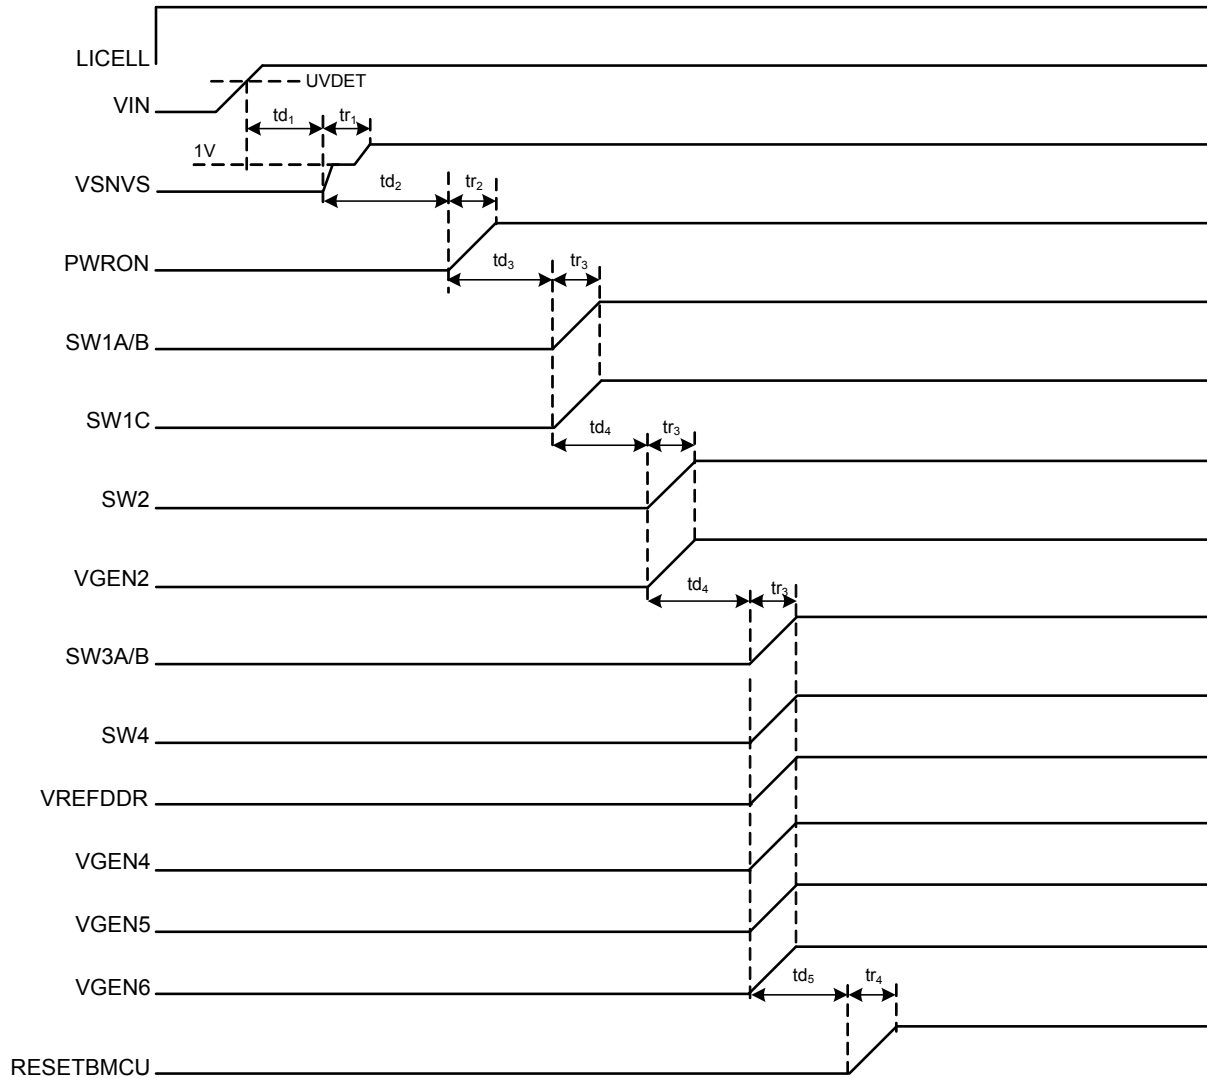 LICELL
UVDET
VIN
td₁ tr₁
1V
VSNVS
td₂ tr₂
PWRON
td₃ tr₃
SW1A/B
SW1C
td₄ tr₃
SW2
VGEN2
td₄ tr₃
SW3A/B
SW4
VREFDDR
VGEN4
VGEN5
VGEN6
td₅ tr₄
RESETBMCU